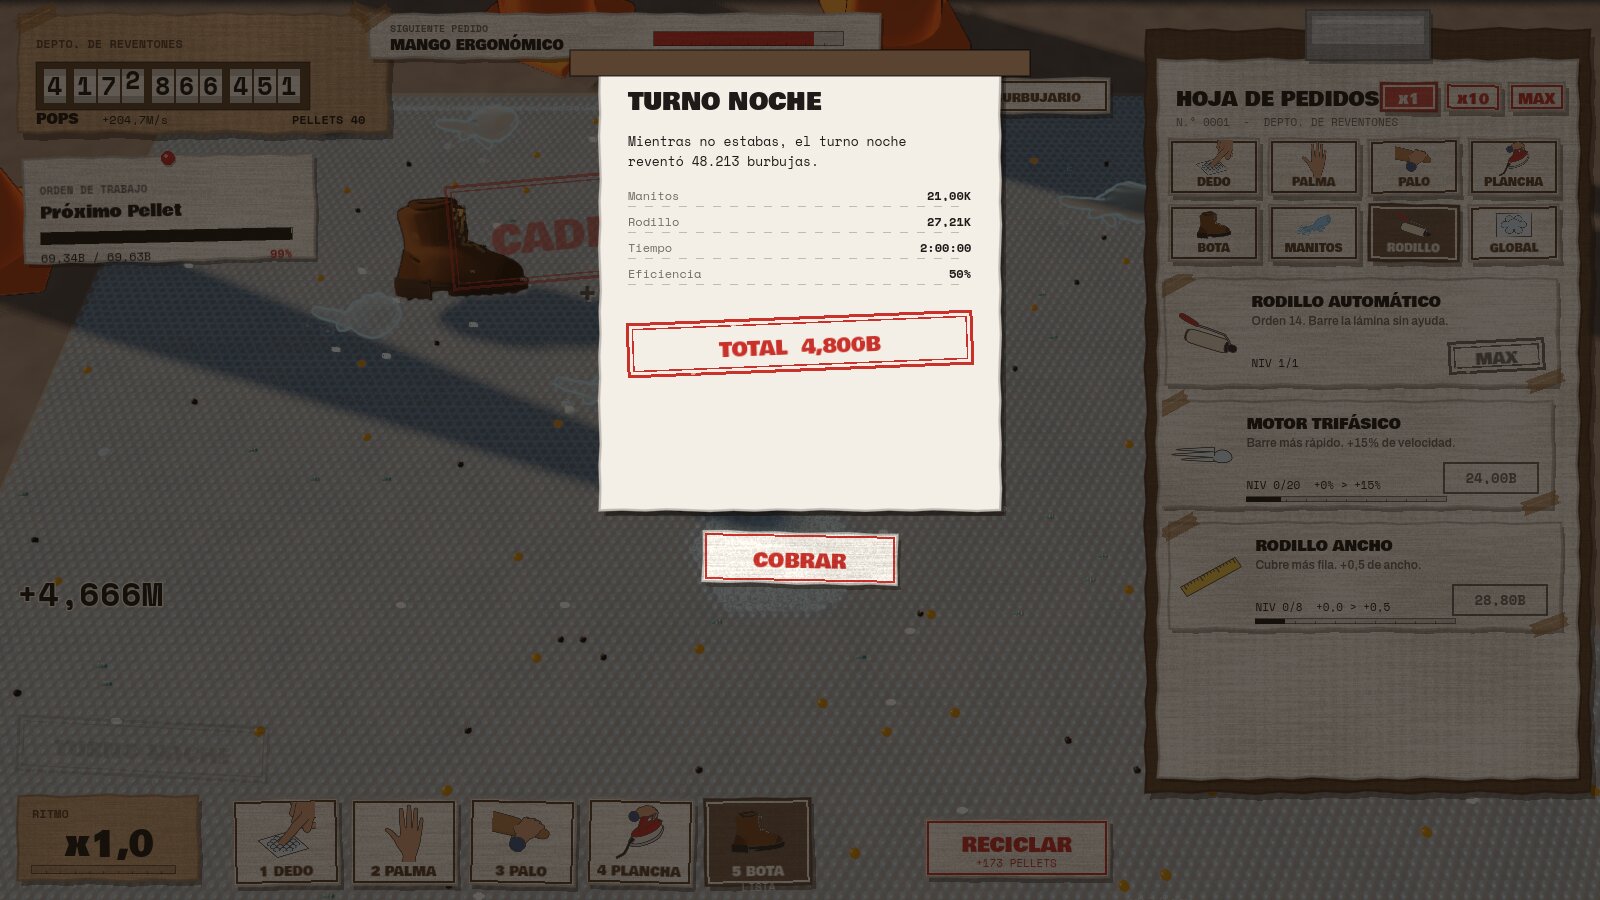 DEPTO. DE REVENTONES
4 172 866 451
POPS +204,7M/s PELLETS 40
SIGUIENTE PEDIDO
MANGO ERGONÓMICO
ORDEN DE TRABAJO
Próximo Pellet
69,34B / 69,63B 99%
TURNO NOCHE
Mientras no estabas, el turno noche
reventó 48.213 burbujas.
Manitos 21,00K
Rodillo 27,21K
Tiempo 2:00:00
Eficiencia 50%
TOTAL 4,800B
COBRAR
URBUJARIO
HOJA DE PEDIDOS x1 x10 MAX
N.° 0001 - DEPTO. DE REVENTONES
DEDO PALMA PALO PLANCHA
BOTA MANITOS RODILLO GLOBAL
RODILLO AUTOMÁTICO
Orden 14. Barre la lámina sin ayuda.
NIV 1/1 MAX
MOTOR TRIFÁSICO
Barre más rápido. +15% de velocidad.
NIV 0/20 +0% > +15% 24,00B
RODILLO ANCHO
Cubre más fila. +0,5 de ancho.
NIV 0/8 +0,0 > +0,5 28,80B
+4,666M
RITMO
x1,0
1 DEDO 2 PALMA 3 PALO 4 PLANCHA 5 BOTA
LISTA
RECICLAR
+173 PELLETS